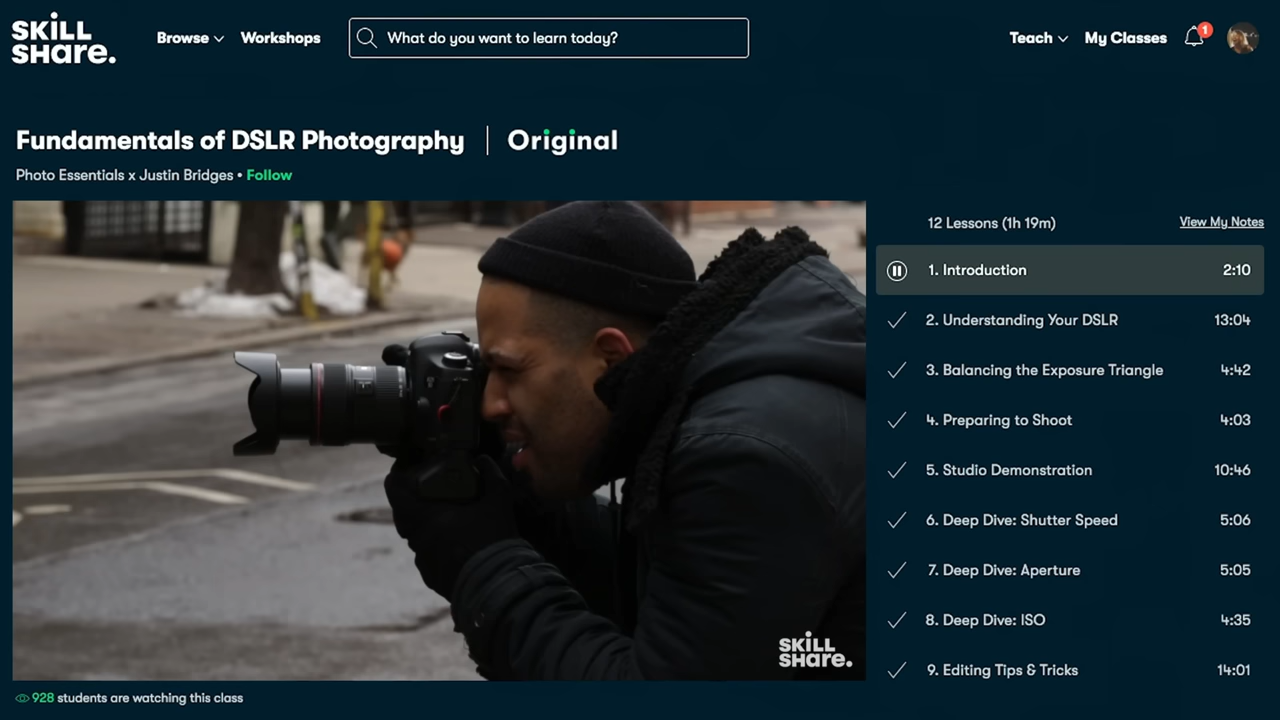 SKILL
SHARE.
Browse
Workshops
What do you want to learn today?
Teach
My Classes
1
Fundamentals of DSLR Photography | Original
Photo Essentials x Justin Bridges • Follow
12 Lessons (1h 19m)
View My Notes
1. Introduction 2:10
2. Understanding Your DSLR 13:04
3. Balancing the Exposure Triangle 4:42
4. Preparing to Shoot 4:03
5. Studio Demonstration 10:46
6. Deep Dive: Shutter Speed 5:06
7. Deep Dive: Aperture 5:05
8. Deep Dive: ISO 4:35
9. Editing Tips & Tricks 14:01
SKILL
SHARE.
928 students are watching this class